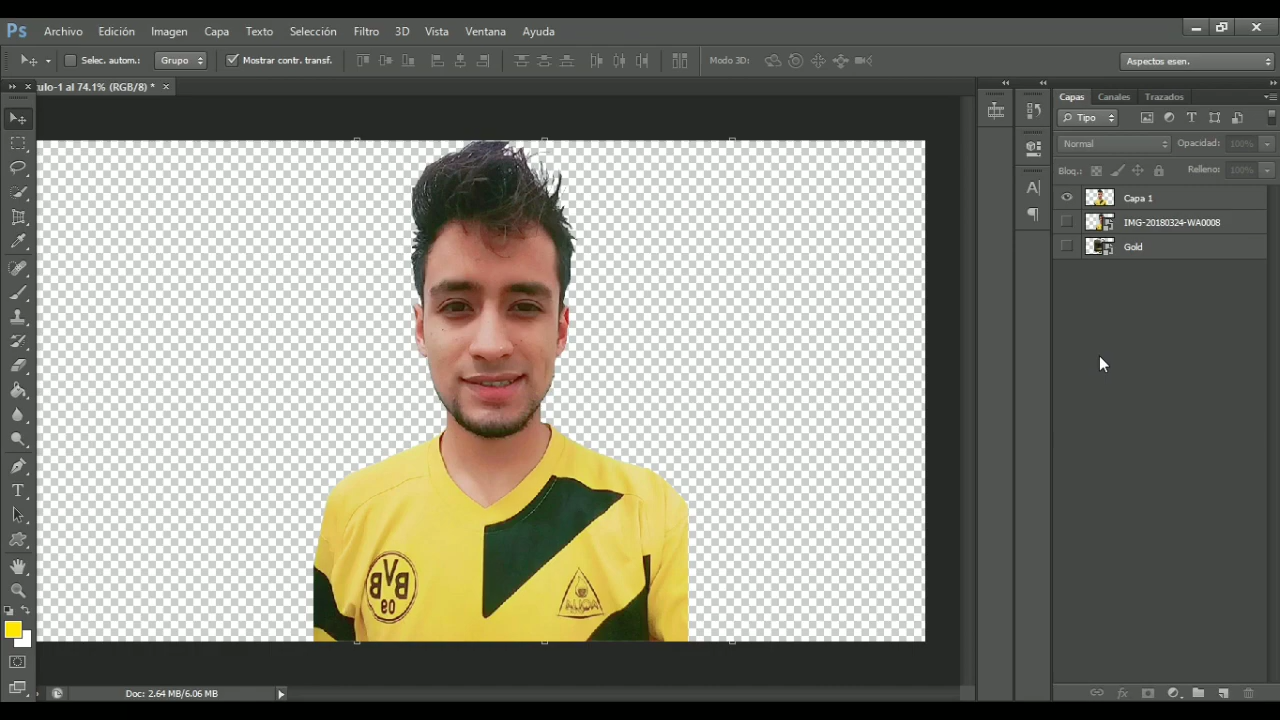 Ps Archivo Edición Imagen Capa Texto Selección Filtro 3D Vista Ventana Ayuda
Selec. autom.: Grupo Mostrar contr. transf. Modo 3D: Aspectos esen.
ulo-1 al 74.1% (RGB/8) * ×
Capas Canales Trazados
Tipo
Normal Opacidad: 100%
Bloq.: Relleno: 100%
Capa 1
IMG-20180324-WA0008
Gold
BVB
09
Doc: 2.64 MB/6.06 MB